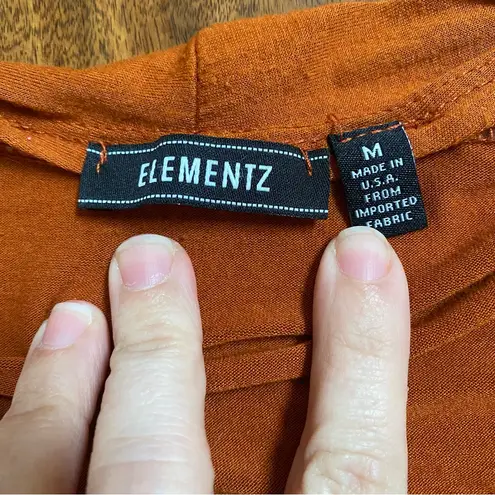 ELEMENTZ
M
MADE IN
U.S.A.
FROM
IMPORTED
FABRIC